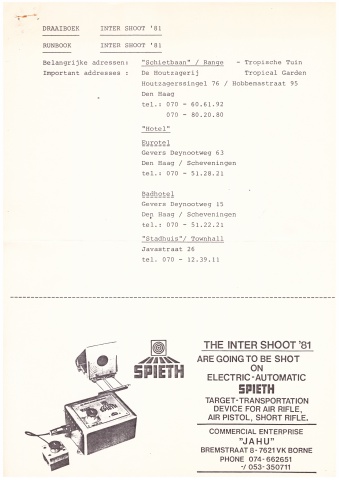 DRAAIBOEK INTER SHOOT '81
RUNBOOK INTER SHOOT '81
Belangrijke adressen: "Schietbaan" / Range - Tropische Tuin
Important addresses : De Houtzagerij Tropical Garden
Houtzagerssingel 76 / Hobbemastraat 95
Den Haag
tel.: 070 - 60.61.92
070 - 80.20.80
"Hotel"
Eurotel
Gevers Deynootweg 63
Den Haag / Scheveningen
tel.: 070 - 51.28.21
Badhotel
Gevers Deynootweg 15
Den Haag / Scheveningen
tel.: 070 - 51.22.21
"Stadhuis"/ Townhall
Javastraat 26
tel. 070 - 12.39.11
SPIETH
THE INTER SHOOT '81
ARE GOING TO BE SHOT
ON
ELECTRIC-AUTOMATIC
SPIETH
TARGET-TRANSPORTATION
DEVICE FOR AIR RIFLE,
AIR PISTOL, SHORT RIFLE.
COMMERCIAL ENTERPRISE
"JAHU"
BREMSTRAAT 8-7621 VK BORNE
PHONE 074-662651
-/ 053-350711